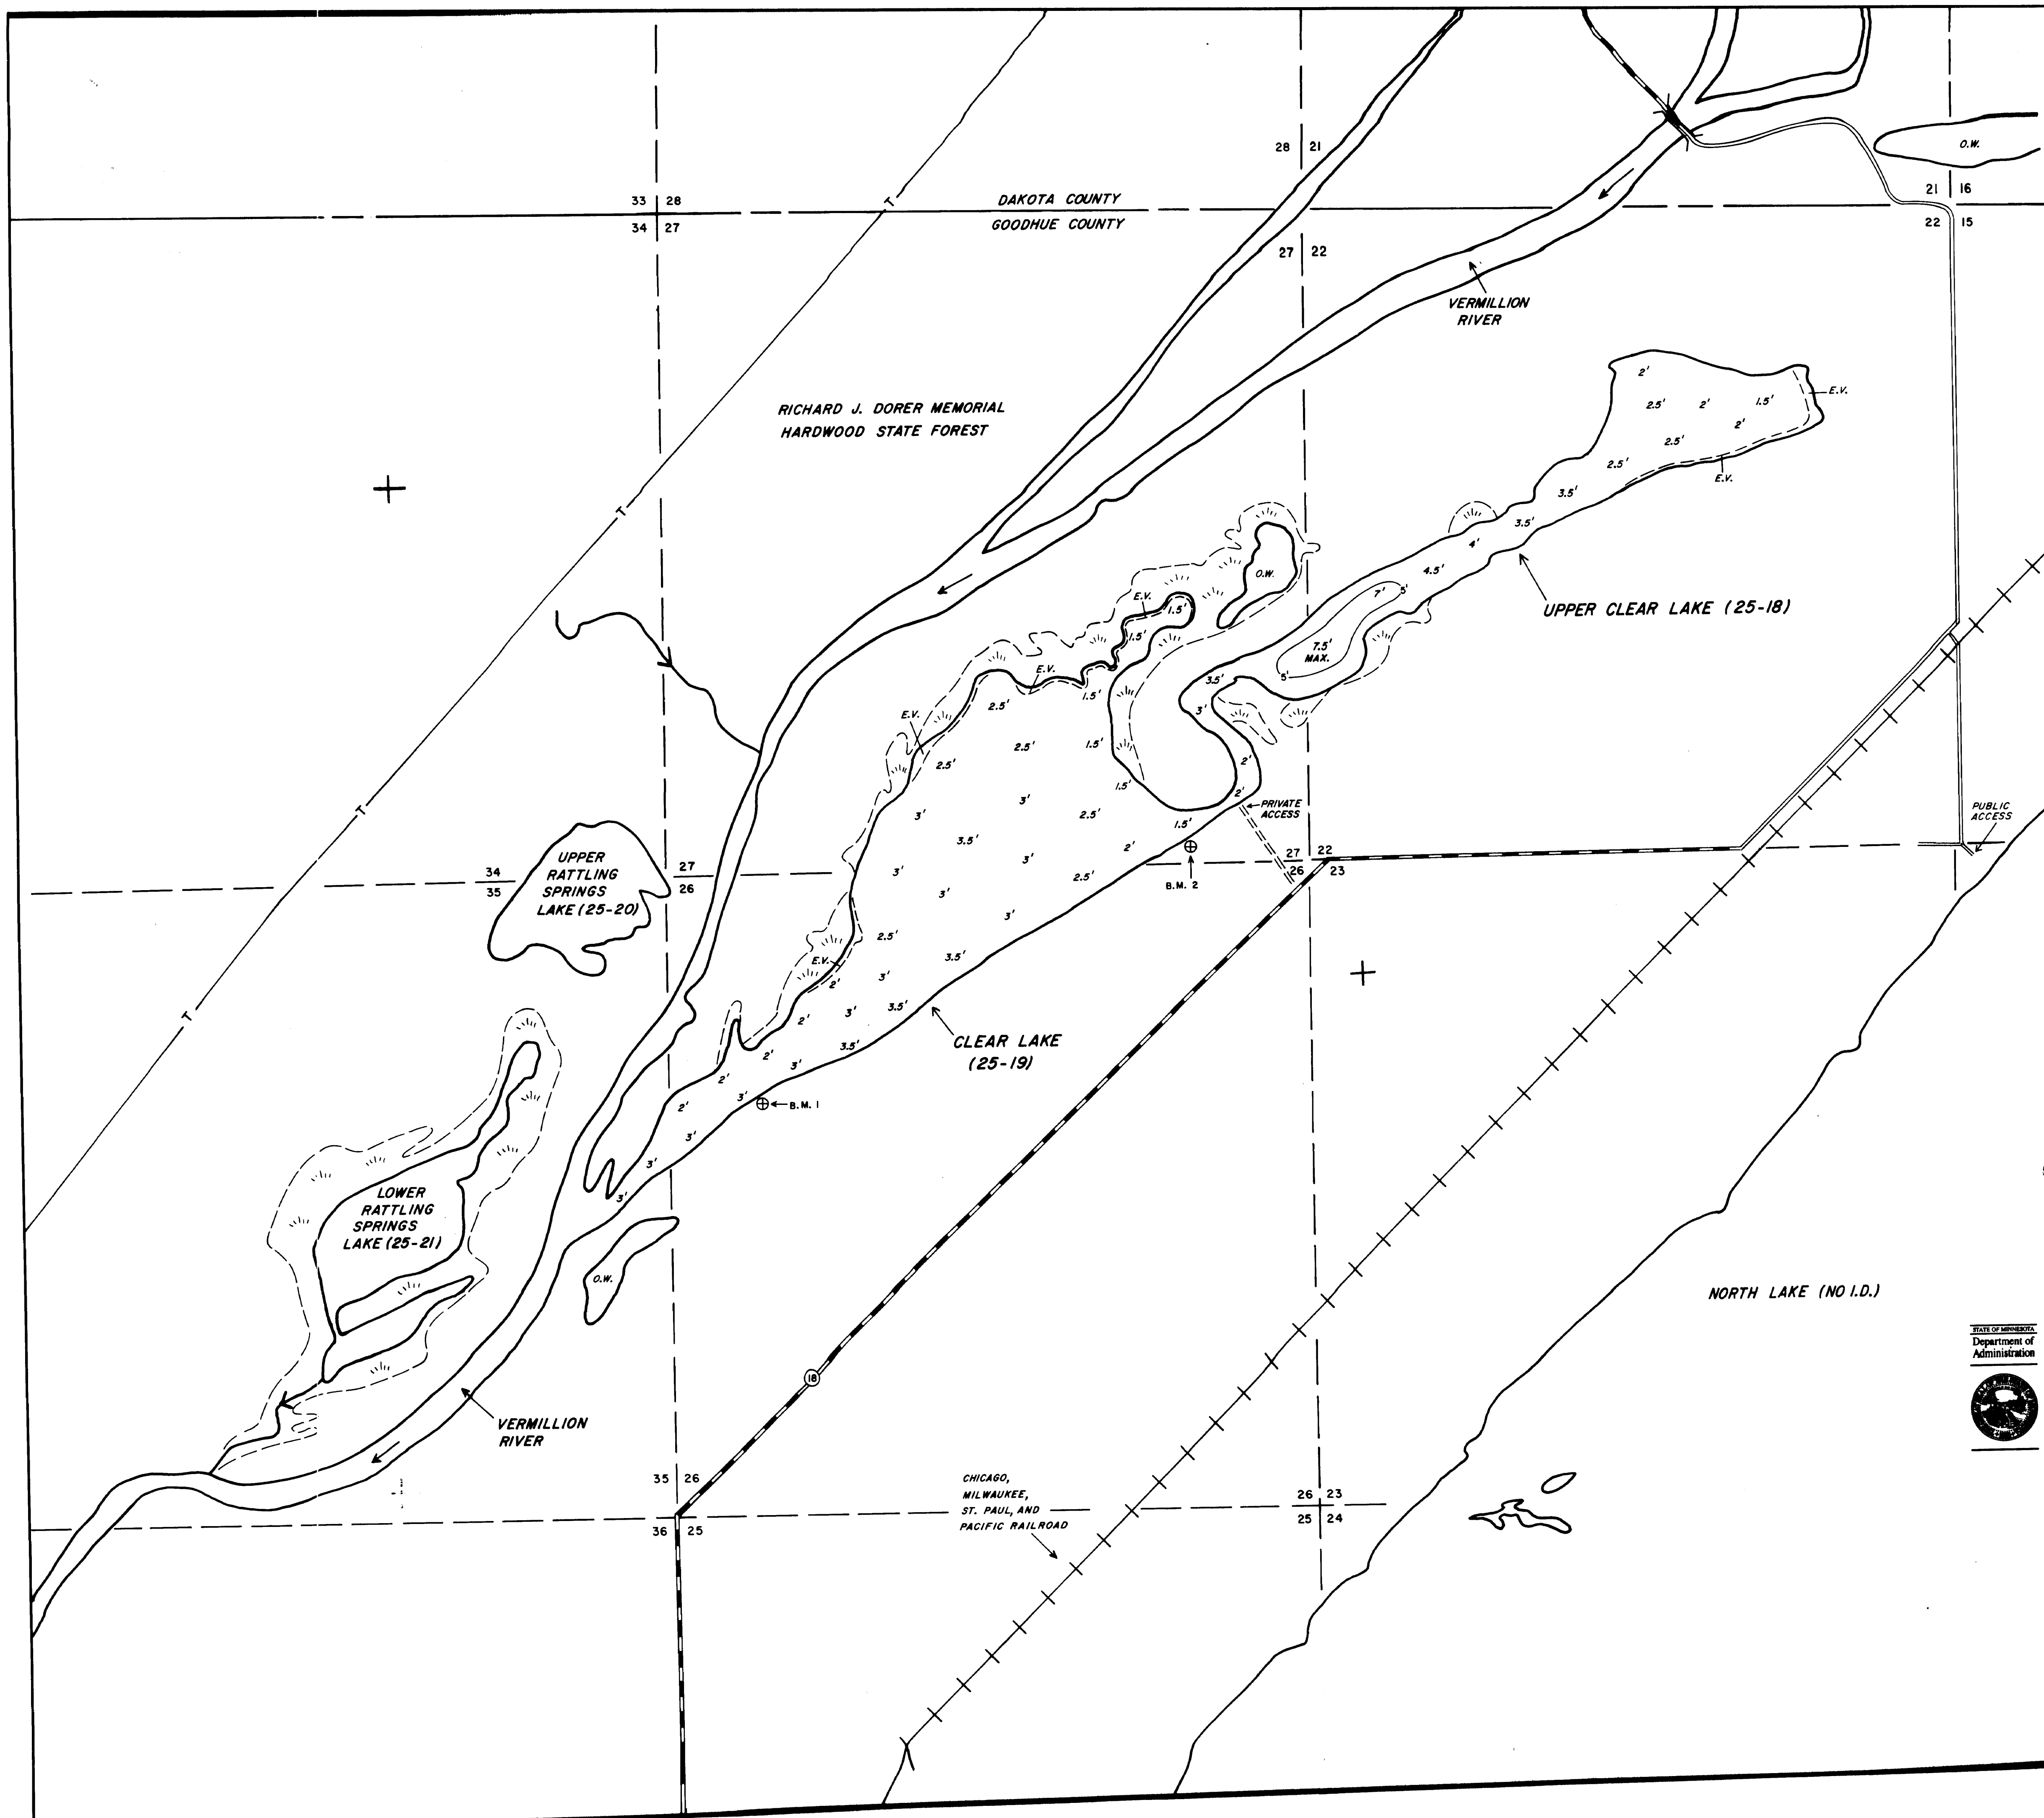 O.W.
28 21
21 16
33 28
DAKOTA COUNTY
34 27
GOODHUE COUNTY
22 15
27 22
VERMILLION
RIVER
RICHARD J. DORER MEMORIAL
HARDWOOD STATE FOREST
2'
2.5' 2' 1.5'
E.V.
2'
2.5'
2.5'
E.V.
3.5'
3.5'
4'
4.5'
7' 5'
UPPER CLEAR LAKE (25-18)
7.5'
MAX.
5'
O.W.
E.V.
1.5'
1.5'
E.V.
3.5'
3'
1.5'
2.5'
E.V.
2.5'
1.5'
2.5'
2'
1.5'
2'
3'
3'
2.5'
1.5'
PRIVATE
ACCESS
PUBLIC
ACCESS
3.5'
2'
3'
27 22
26 23
B.M. 2
T
T
T
T
UPPER
RATTLING
SPRINGS
LAKE (25-20)
34
35
27
26
3'
2.5'
3'
3'
2.5'
3.5'
E.V.
2'
3'
2'
3'
3.5'
3.5'
2'
3'
CLEAR LAKE
(25-19)
2'
3'
B.M. 1
2'
3'
3'
3'
LOWER
RATTLING
SPRINGS
LAKE (25-21)
O.W.
NORTH LAKE (NO I.D.)
STATE OF MINNESOTA
Department of
Administration
18
VERMILLION
RIVER
35 26
36 25
CHICAGO,
MILWAUKEE,
ST. PAUL, AND
PACIFIC RAILROAD
26 23
25 24